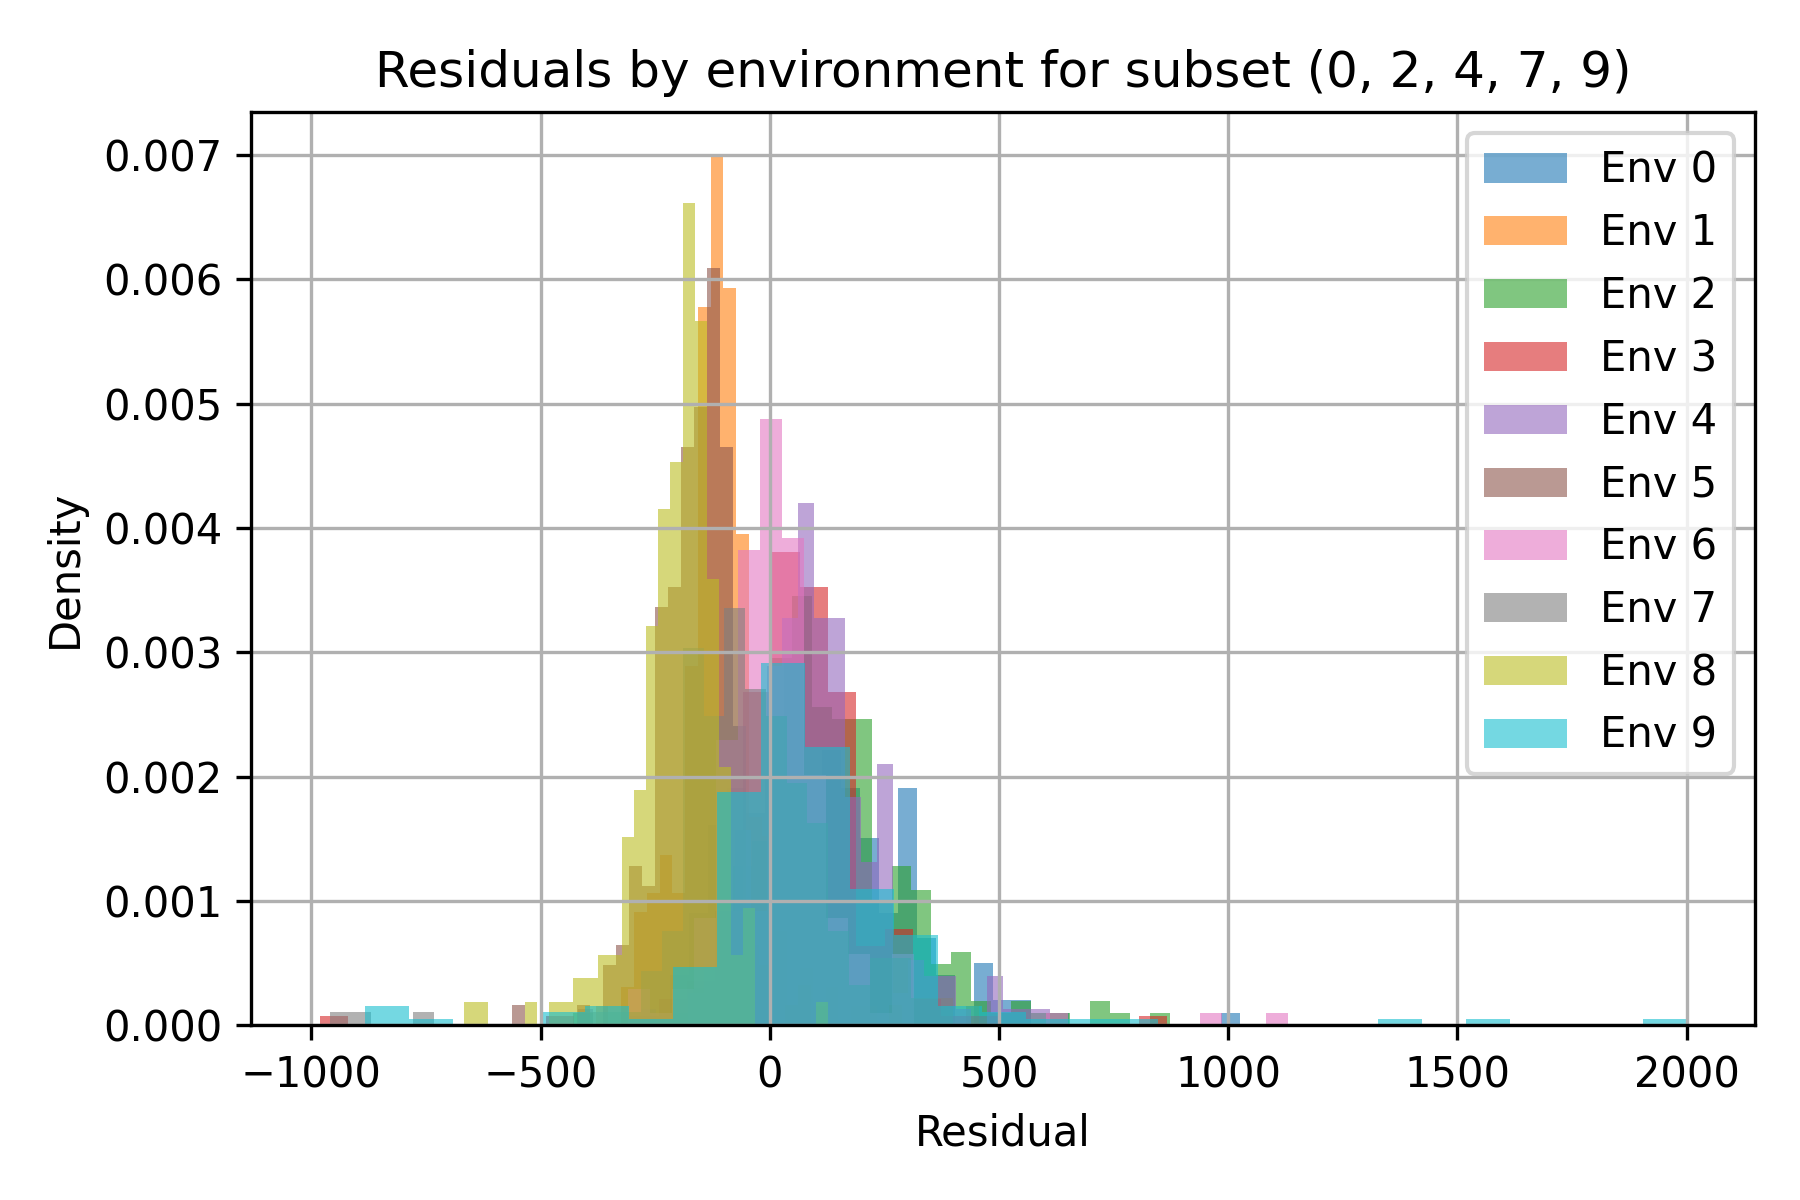 Residuals by environment for subset (0, 2, 4, 7, 9)
0.007
0.006
0.005
0.004
0.003
0.002
0.001
0.000
Density
−1000
−500
0
500
1000
1500
2000
Residual
Env 0
Env 1
Env 2
Env 3
Env 4
Env 5
Env 6
Env 7
Env 8
Env 9